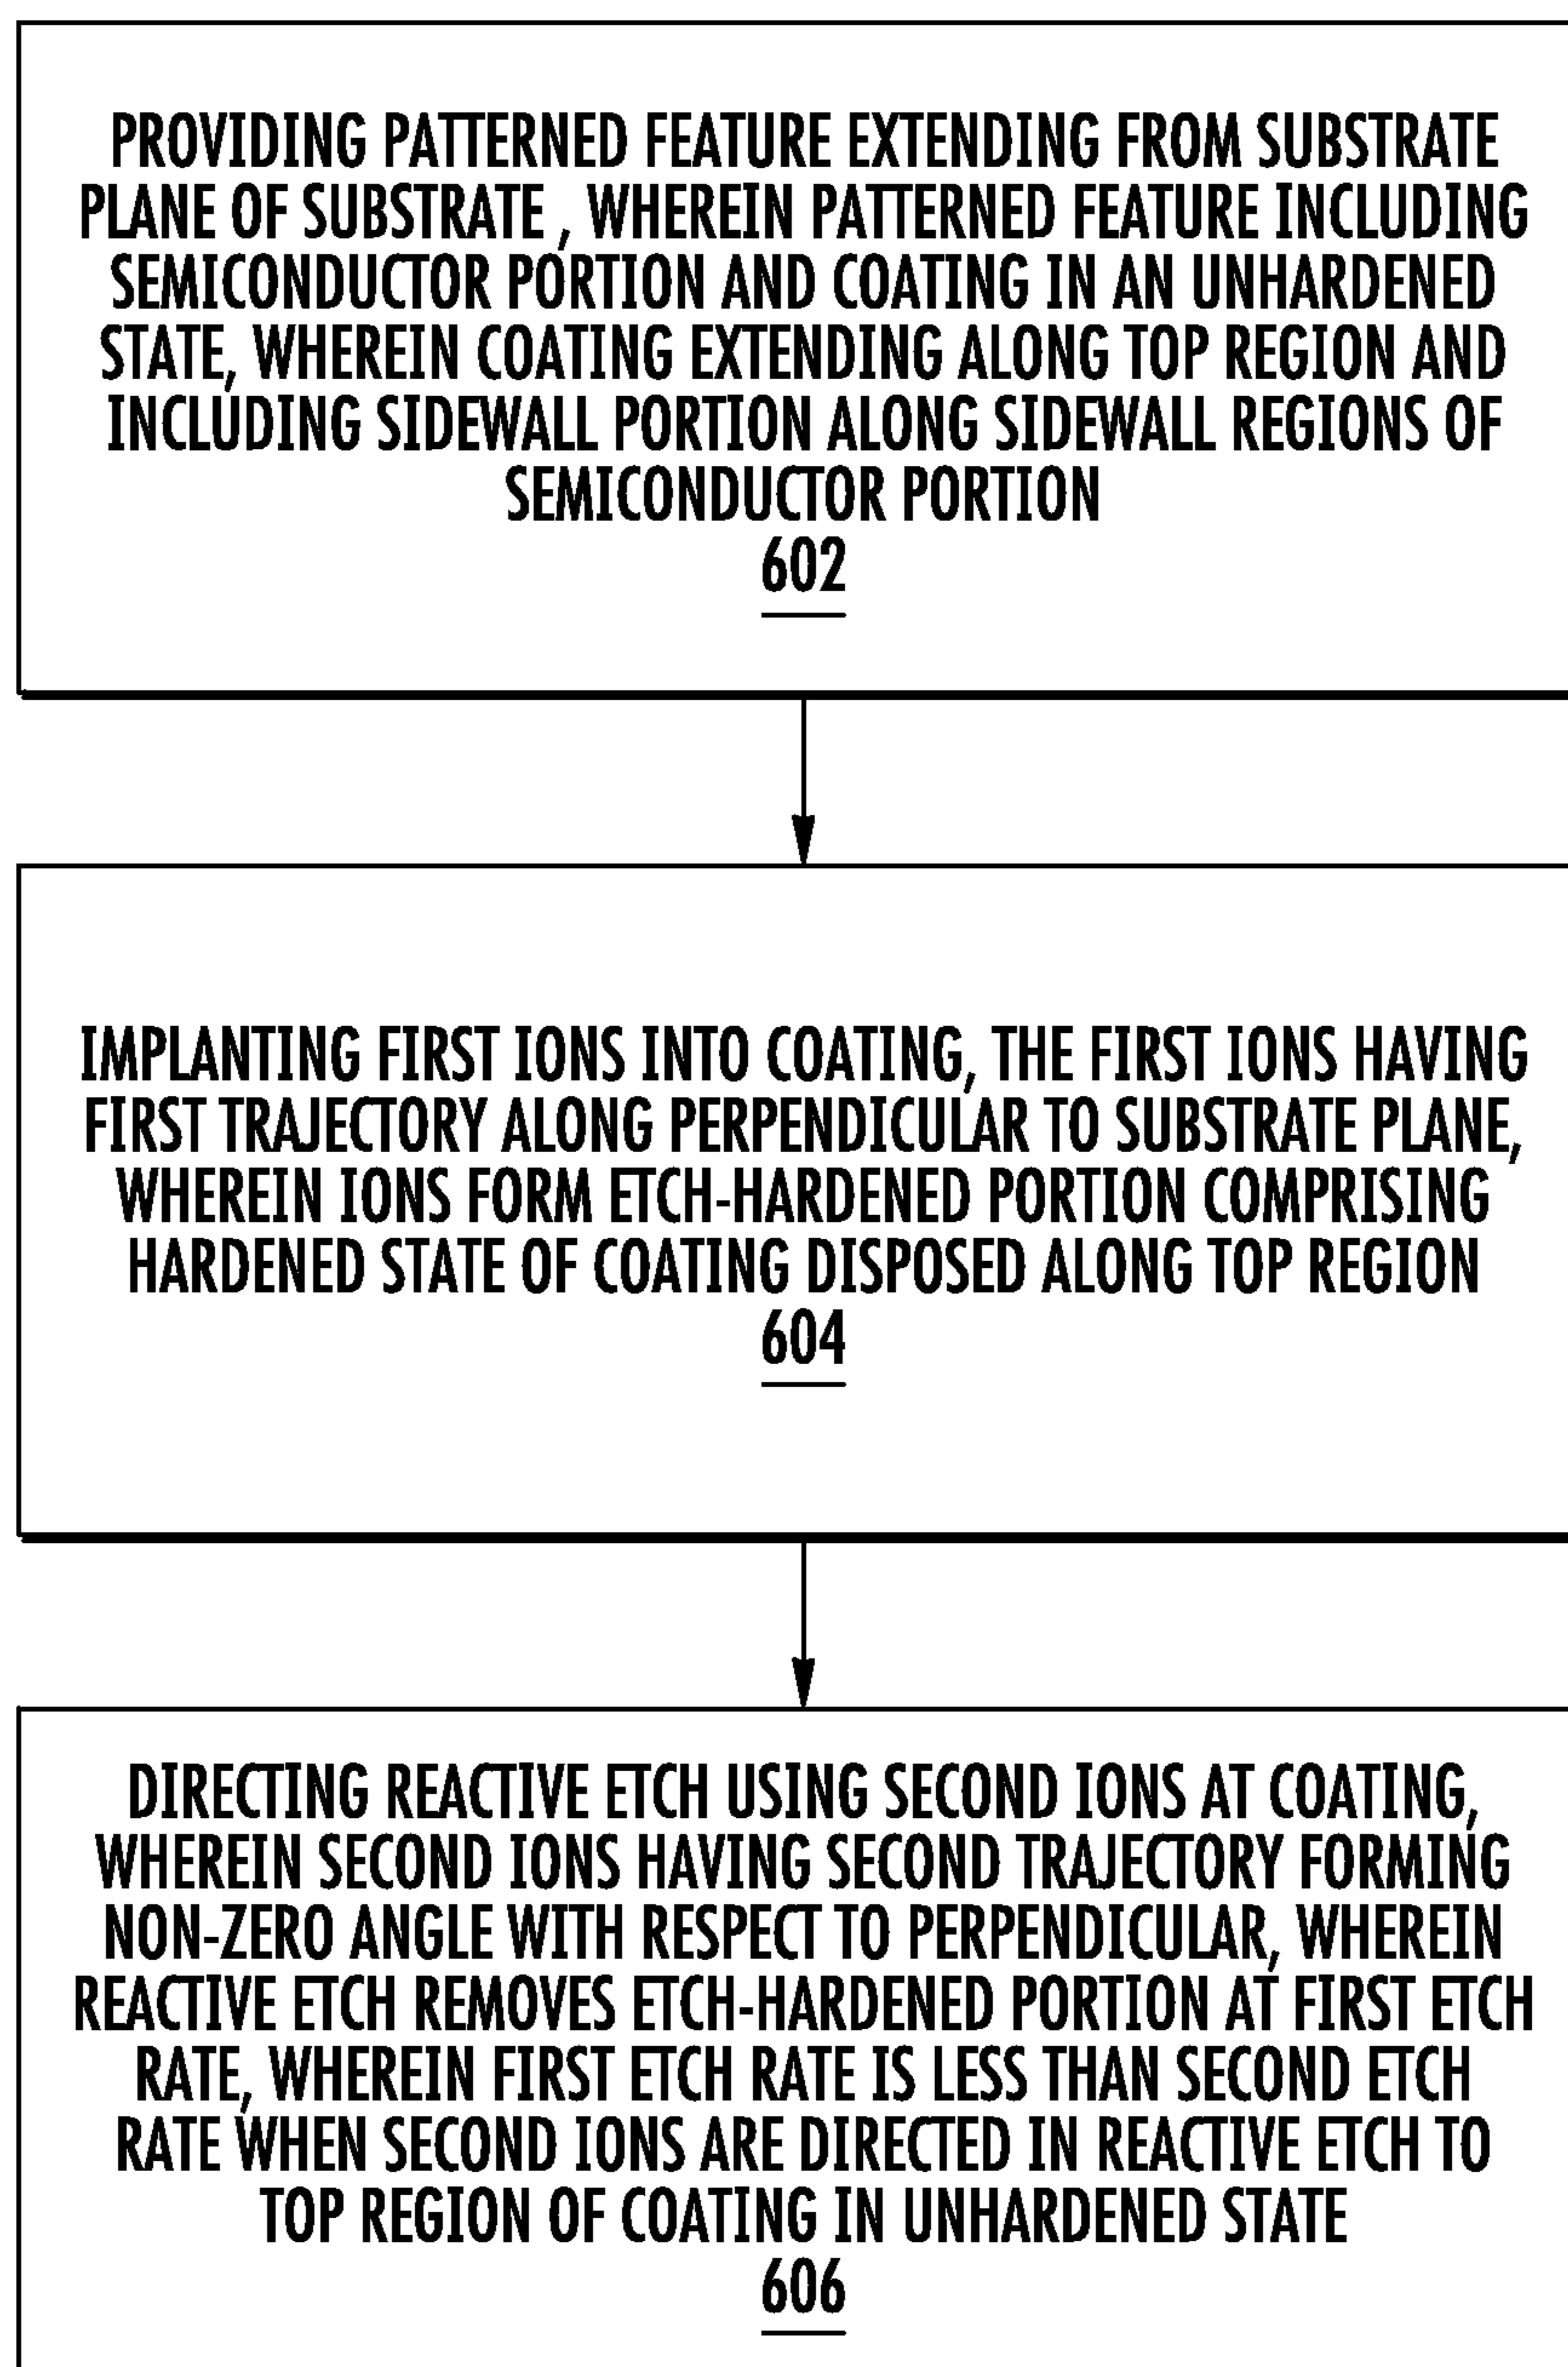 PROVIDING PATTERNED FEATURE EXTENDING FROM SUBSTRATE
PLANE OF SUBSTRATE , WHEREIN PATTERNED FEATURE INCLUDING
SEMICONDUCTOR PORTION AND COATING IN AN UNHARDENED
STATE, WHEREIN COATING EXTENDING ALONG TOP REGION AND
INCLUDING SIDEWALL PORTION ALONG SIDEWALL REGIONS OF
SEMICONDUCTOR PORTION
602
IMPLANTING FIRST IONS INTO COATING, THE FIRST IONS HAVING
FIRST TRAJECTORY ALONG PERPENDICULAR TO SUBSTRATE PLANE,
WHEREIN IONS FORM ETCH-HARDENED PORTION COMPRISING
HARDENED STATE OF COATING DISPOSED ALONG TOP REGION
604
DIRECTING REACTIVE ETCH USING SECOND IONS AT COATING,
WHEREIN SECOND IONS HAVING SECOND TRAJECTORY FORMING
NON-ZERO ANGLE WITH RESPECT TO PERPENDICULAR, WHEREIN
REACTIVE ETCH REMOVES ETCH-HARDENED PORTION AT FIRST ETCH
RATE, WHEREIN FIRST ETCH RATE IS LESS THAN SECOND ETCH
RATE WHEN SECOND IONS ARE DIRECTED IN REACTIVE ETCH TO
TOP REGION OF COATING IN UNHARDENED STATE
606